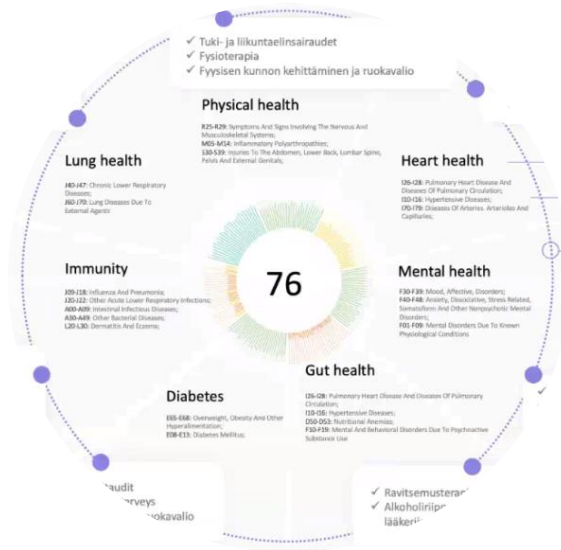 ✓ Tuki- ja liikuntaelinsairaudet
✓ Fysioterapia
✓ Fyysisen kunnon kehittäminen ja ruokavalio
Physical health
R25-R29: Symptoms And Signs Involving The Nervous And
Musculoskeletal Systems;
M05-M14: Inflammatory Polyarthropathies;
S30-S39: Injuries To The Abdomen, Lower Back, Lumbar Spine,
Pelvis And External Genitals;
Lung health
J40-J47: Chronic Lower Respiratory
Diseases;
J60-J70: Lung Diseases Due To
External Agents
Heart health
I26-I28: Pulmonary Heart Disease And
Diseases Of Pulmonary Circulation;
I10-I16: Hypertensive Diseases;
I70-I79: Diseases Of Arteries. Arterioles And
Capillaries;
Immunity
J09-J18: Influenza And Pneumonia;
J20-J22: Other Acute Lower Respiratory Infections;
A00-A09: Intestinal Infectious Diseases;
A30-A49: Other Bacterial Diseases;
L20-L30: Dermatitis And Eczema;
76
Mental health
F30-F39: Mood, Affective, Disorders;
F40-F48: Anxiety, Dissociative, Stress Related,
Somatoform And Other Nonpsychotic Mental
Disorders;
F01-F09: Mental Disorders Due To Known
Physiological Conditions
Gut health
I26-I28: Pulmonary Heart Disease And Diseases Of Pulmonary
Circulation;
I10-I16: Hypertensive Diseases;
D50-D53: Nutritional Anemias;
F10-F19: Mental And Behavioral Disorders Due To Psychoactive
Substance Use
Diabetes
E65-E68: Overweight, Obesity And Other
Hyperalimentation;
E08-E13: Diabetes Mellitus;
✓
✓
✓